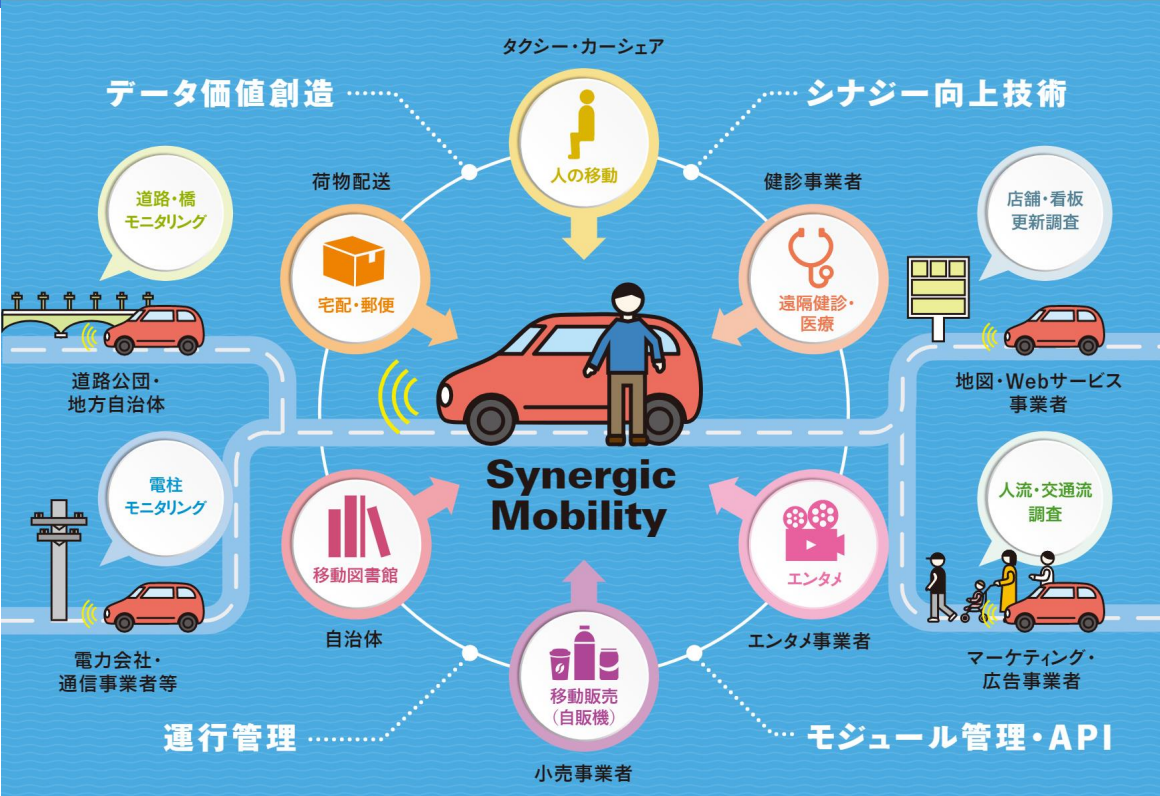 タクシー・カーシェア
データ価値創造
シナジー向上技術
人の移動
荷物配送
健診事業者
道路・橋
モニタリング
店舗・看板
更新調査
宅配・郵便
遠隔健診・
医療
道路公団・
地方自治体
地図・Webサービス
事業者
Synergic
Mobility
電柱
モニタリング
人流・交通流
調査
移動図書館
エンタメ
自治体
エンタメ事業者
電力会社・
通信事業者等
マーケティング・
広告事業者
移動販売
（自販機）
運行管理
モジュール管理・API
小売事業者